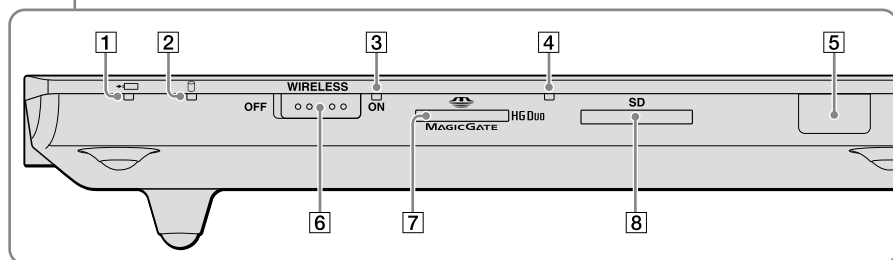 1 2 3 4 5
WIRELESS
OFF ON
HG Duo
SD
MAGICGATE
6 7 8